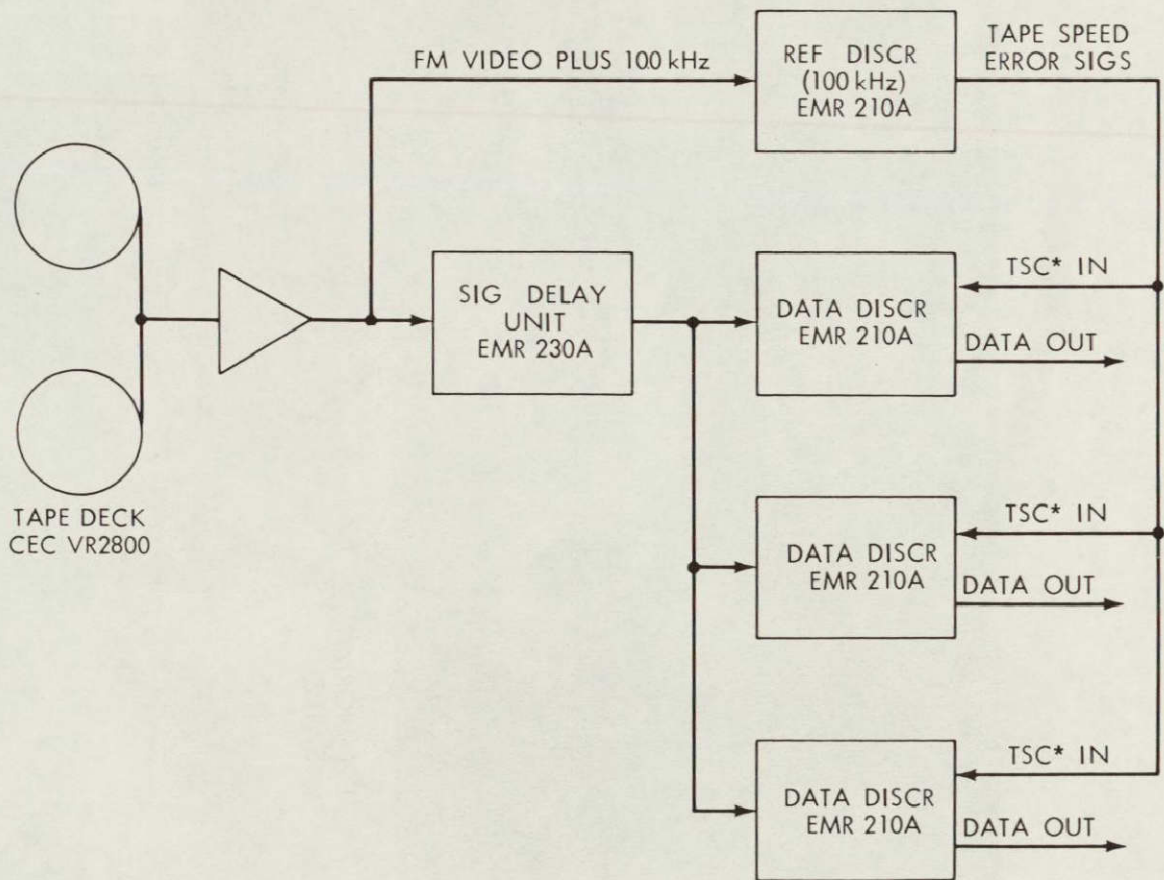 FM VIDEO PLUS 100 kHz
REF DISCR
(100 kHz)
EMR 210A
TAPE SPEED
ERROR SIGS
SIG DELAY
UNIT
EMR 230A
DATA DISCR
EMR 210A
TSC* IN
DATA OUT
TAPE DECK
CEC VR2800
DATA DISCR
EMR 210A
TSC* IN
DATA OUT
DATA DISCR
EMR 210A
TSC* IN
DATA OUT